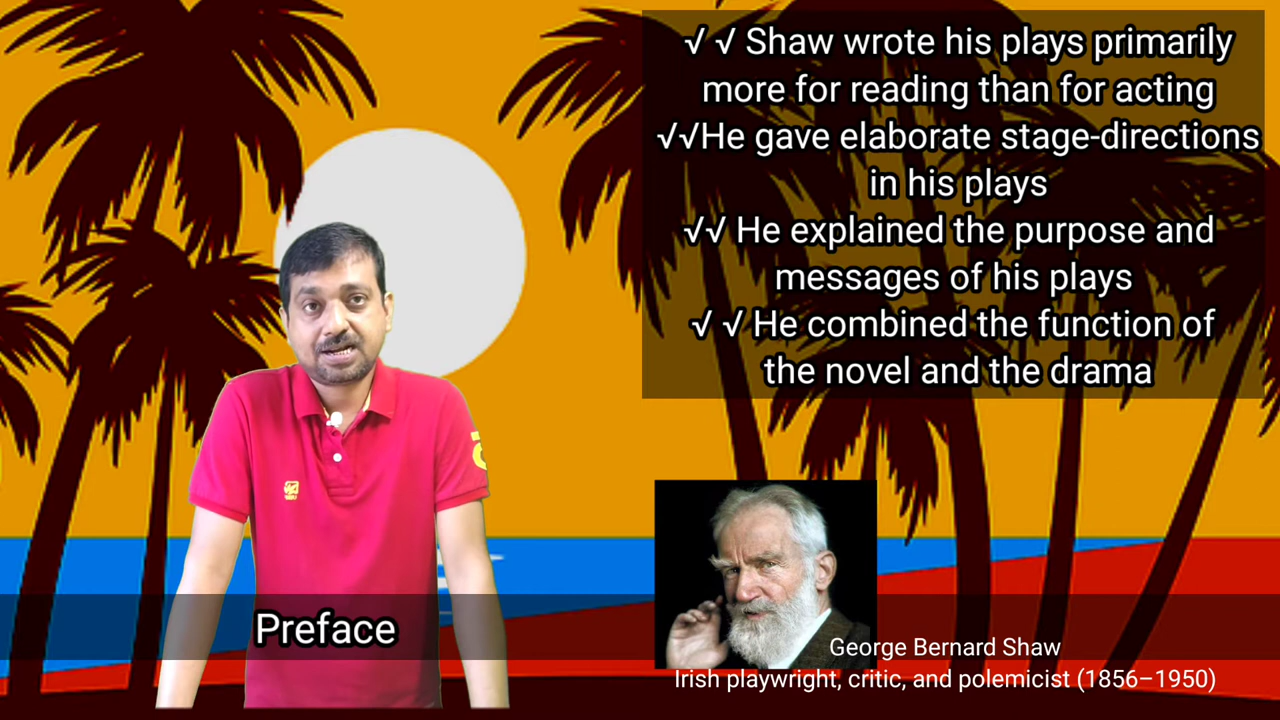 √ √ Shaw wrote his plays primarily
more for reading than for acting
√√He gave elaborate stage-directions
in his plays
√√ He explained the purpose and
messages of his plays
√ √ He combined the function of
the novel and the drama
Preface
George Bernard Shaw
Irish playwright, critic, and polemicist (1856–1950)